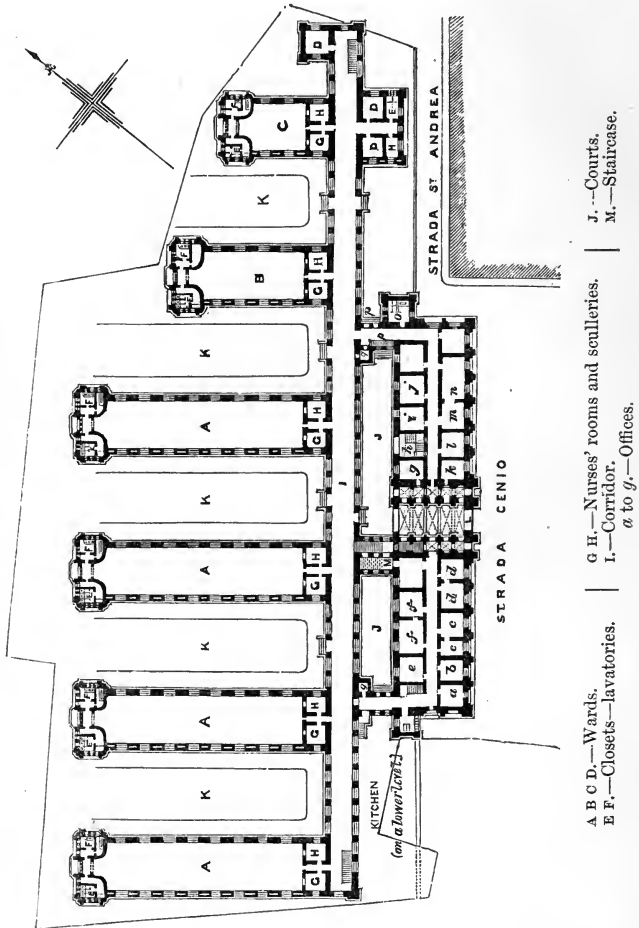 N
D
F
E
C
G H
D D
H E
K
STRADA ST ANDREA
F
E
B
G H
K
F
E
A
G H
K
F
E
A
G H
K
F
E
A
G H
K
F
E
A
G H
I
J
M
J
p
q
o
g h i j
k l m n
L
q
e f f
a b c c d d
E
KITCHEN
(on a lower level)
STRADA CENIO
A B C D.—Wards.
E F.—Closets—lavatories.
G H.—Nurses' rooms and sculleries.
I.—Corridor.
a to g.—Offices.
J.--Courts.
M.—Staircase.